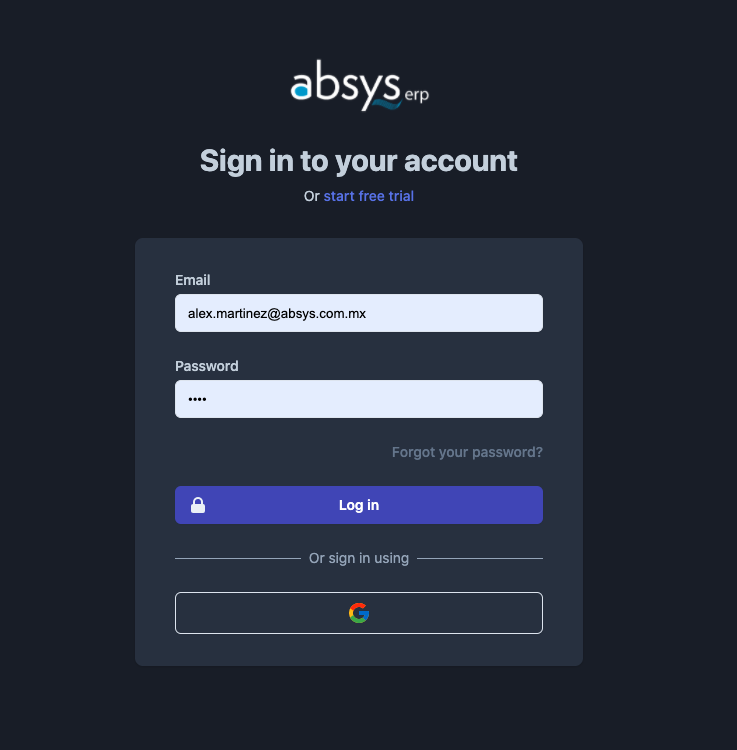 absys erp
Sign in to your account
Or start free trial
Email
alex.martinez@absys.com.mx
Password
••••
Forgot your password?
Log in
Or sign in using